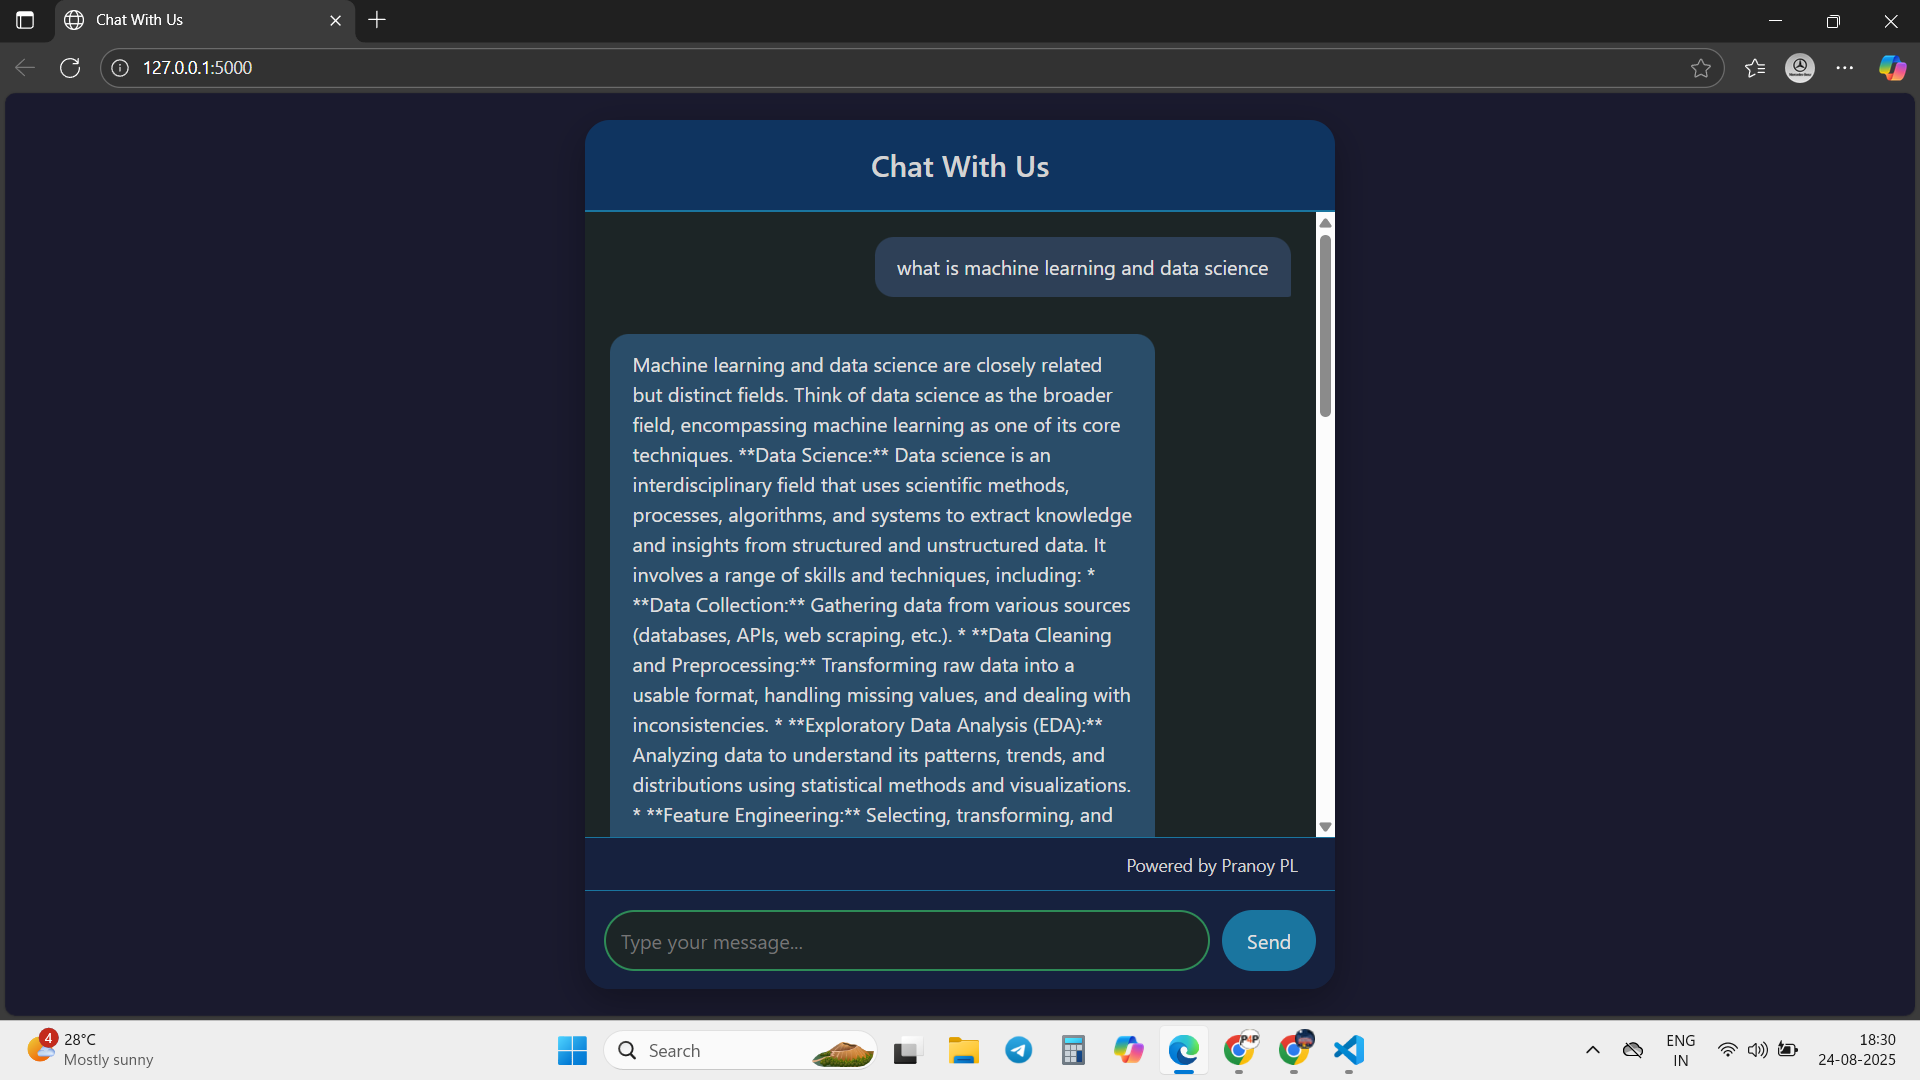 Chat With Us
127.0.0.1:5000
Chat With Us
what is machine learning and data science
Machine learning and data science are closely related
but distinct fields. Think of data science as the broader
field, encompassing machine learning as one of its core
techniques. **Data Science:** Data science is an
interdisciplinary field that uses scientific methods,
processes, algorithms, and systems to extract knowledge
and insights from structured and unstructured data. It
involves a range of skills and techniques, including: *
**Data Collection:** Gathering data from various sources
(databases, APIs, web scraping, etc.). * **Data Cleaning
and Preprocessing:** Transforming raw data into a
usable format, handling missing values, and dealing with
inconsistencies. * **Exploratory Data Analysis (EDA):**
Analyzing data to understand its patterns, trends, and
distributions using statistical methods and visualizations.
* **Feature Engineering:** Selecting, transforming, and
Powered by Pranoy PL
Type your message...
Send
4
28°C
Mostly sunny
Search
ENG
IN
18:30
24-08-2025